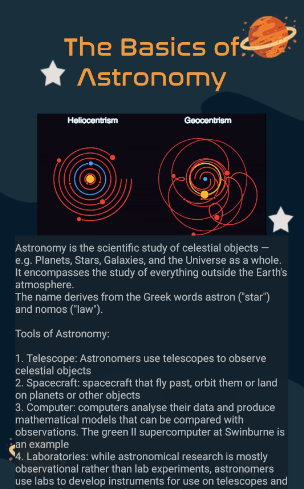 The Basics of
Astronomy
Heliocentrism
Geocentrism
Astronomy is the scientific study of celestial objects —
e.g. Planets, Stars, Galaxies, and the Universe as a whole.
It encompasses the study of everything outside the Earth's
atmosphere.
The name derives from the Greek words astron ("star")
and nomos ("law").
Tools of Astronomy:
1. Telescope: Astronomers use telescopes to observe
celestial objects
2. Spacecraft: spacecraft that fly past, orbit them or land
on planets or other objects
3. Computer: computers analyse their data and produce
mathematical models that can be compared with
observations. The green II supercomputer at Swinburne is
an example
4. Laboratories: while astronomical research is mostly
observational rather than lab experiments, astronomers
use labs to develop instruments for use on telescopes and